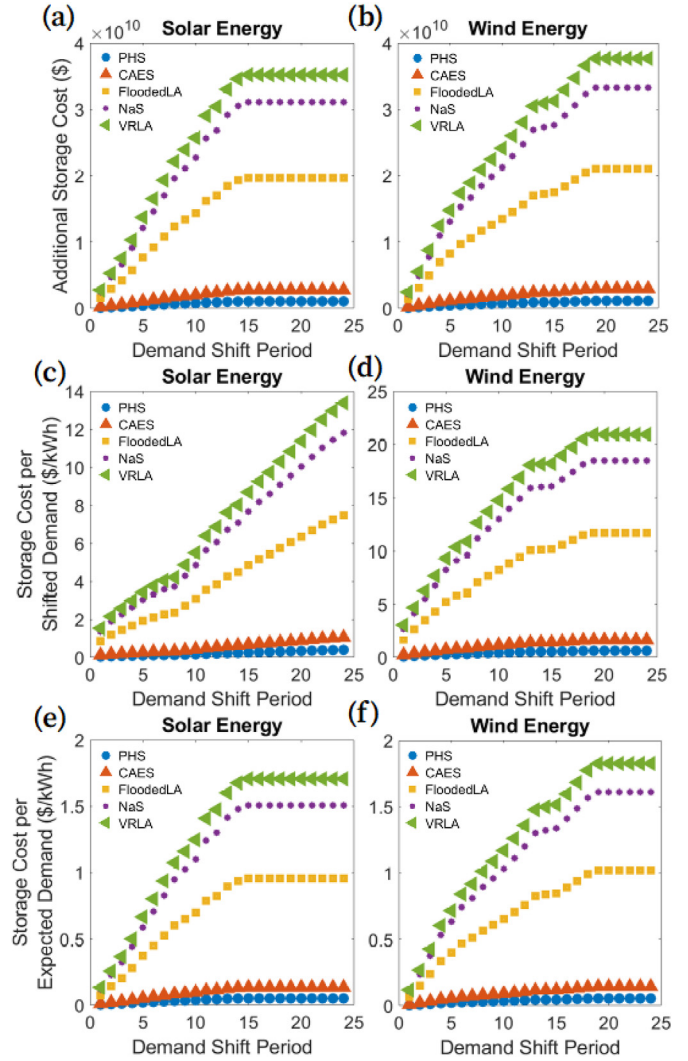 (a) Solar Energy
×10¹⁰
4
3
2
1
0
Additional Storage Cost ($)
PHS
CAES
FloodedLA
NaS
VRLA
0 5 10 15 20 25
Demand Shift Period
(b) Wind Energy
×10¹⁰
4
3
2
1
0
PHS
CAES
FloodedLA
NaS
VRLA
0 5 10 15 20 25
Demand Shift Period
(c) Solar Energy
14
12
10
8
6
4
2
0
Storage Cost per
Shifted Demand ($/kWh)
PHS
CAES
FloodedLA
NaS
VRLA
0 5 10 15 20 25
Demand Shift Period
(d) Wind Energy
25
20
15
10
5
0
PHS
CAES
FloodedLA
NaS
VRLA
0 5 10 15 20 25
Demand Shift Period
(e) Solar Energy
2
1.5
1
0.5
0
Storage Cost per
Expected Demand ($/kWh)
PHS
CAES
FloodedLA
NaS
VRLA
0 5 10 15 20 25
Demand Shift Period
(f) Wind Energy
2
1.5
1
0.5
0
PHS
CAES
FloodedLA
NaS
VRLA
0 5 10 15 20 25
Demand Shift Period